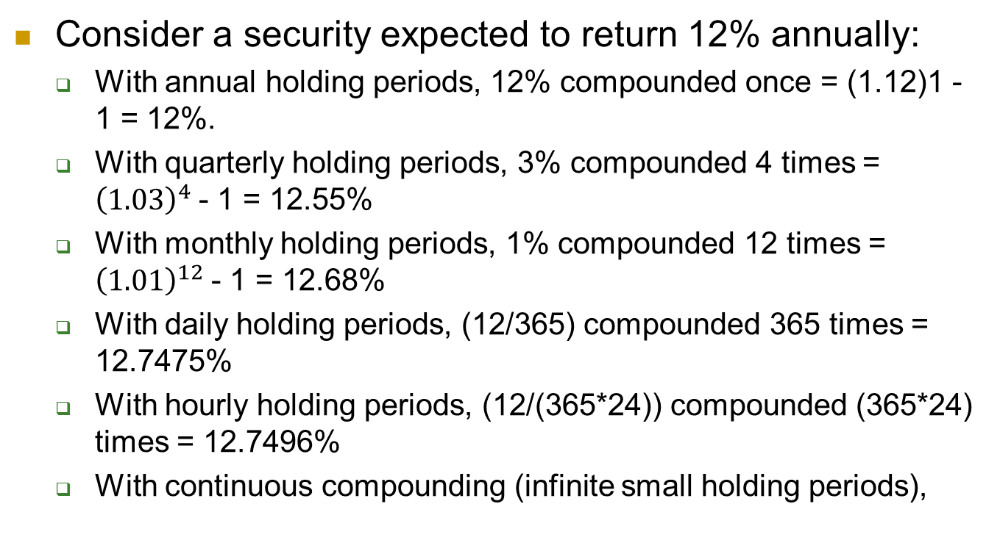 Consider a security expected to return 12% annually:
With annual holding periods, 12% compounded once = (1.12)1 -
1 = 12%.
With quarterly holding periods, 3% compounded 4 times =
(1.03)⁴ - 1 = 12.55%
With monthly holding periods, 1% compounded 12 times =
(1.01)¹² - 1 = 12.68%
With daily holding periods, (12/365) compounded 365 times =
12.7475%
With hourly holding periods, (12/(365*24)) compounded (365*24)
times = 12.7496%
With continuous compounding (infinite small holding periods),